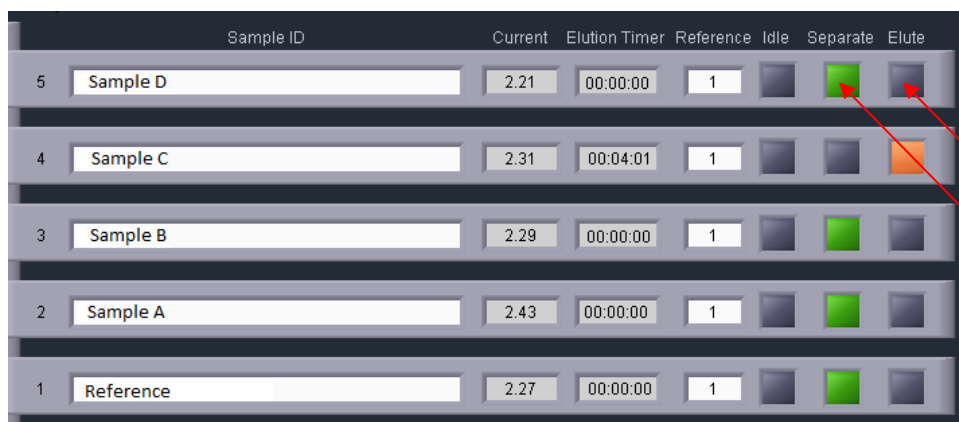 Sample ID Current Elution Timer Reference Idle Separate Elute
5 Sample D 2.21 00:00:00 1
4 Sample C 2.31 00:04:01 1
3 Sample B 2.29 00:00:00 1
2 Sample A 2.43 00:00:00 1
1 Reference 2.27 00:00:00 1